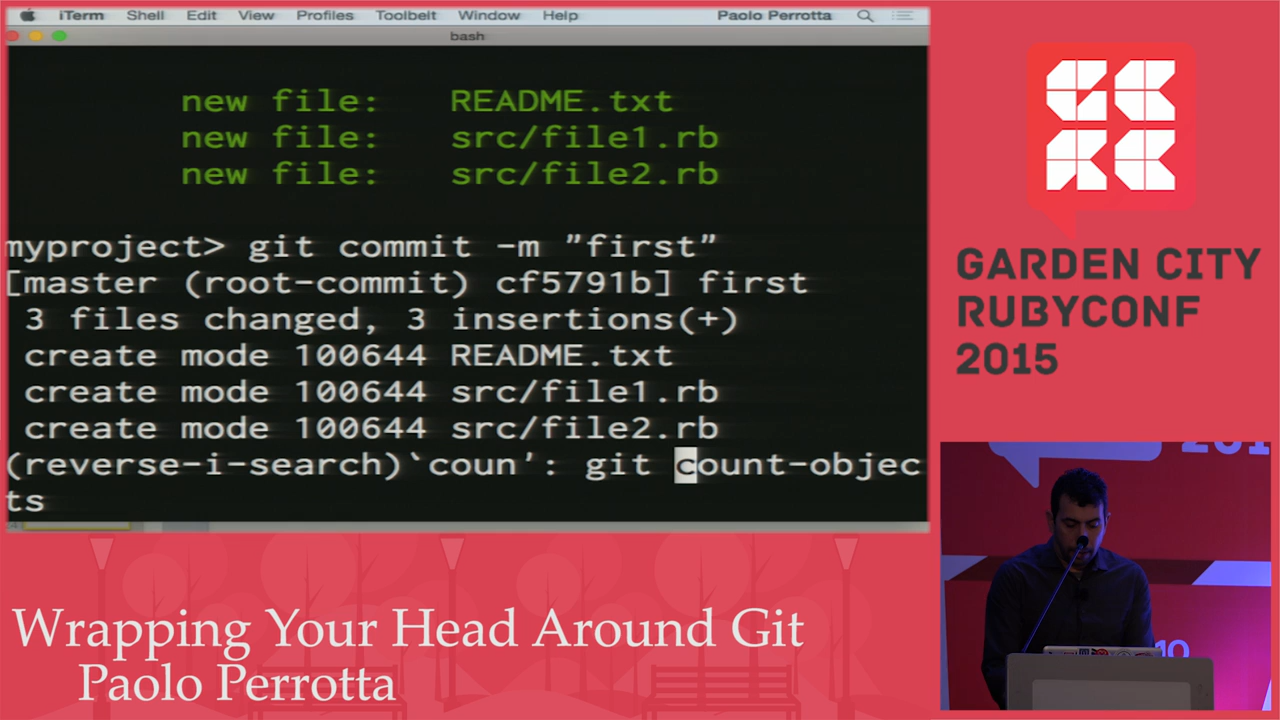 iTerm Shell Edit View Profiles Toolbelt Window Help Paolo Perrotta
bash
new file: README.txt
new file: src/file1.rb
new file: src/file2.rb
myproject> git commit -m "first"
[master (root-commit) cf5791b] first
3 files changed, 3 insertions(+)
create mode 100644 README.txt
create mode 100644 src/file1.rb
create mode 100644 src/file2.rb
(reverse-i-search)`coun': git count-objec
ts
GCRC
GARDEN CITY
RUBYCONF
2015
Wrapping Your Head Around Git
Paolo Perrotta